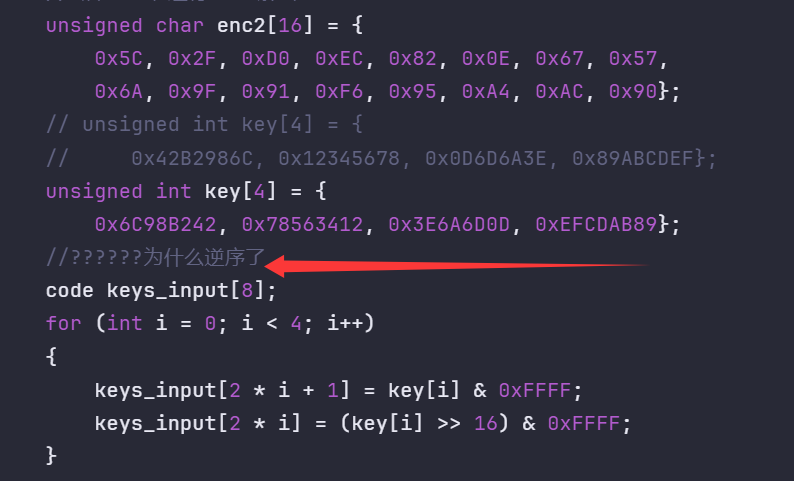 unsigned char enc2[16] = {
0x5C, 0x2F, 0xD0, 0xEC, 0x82, 0x0E, 0x67, 0x57,
0x6A, 0x9F, 0x91, 0xF6, 0x95, 0xA4, 0xAC, 0x90};
// unsigned int key[4] = {
//     0x42B2986C, 0x12345678, 0x0D6D6A3E, 0x89ABCDEF};
unsigned int key[4] = {
0x6C98B242, 0x78563412, 0x3E6A6D0D, 0xEFCDAB89};
//??????为什么逆序了
code keys_input[8];
for (int i = 0; i < 4; i++)
{
keys_input[2 * i + 1] = key[i] & 0xFFFF;
keys_input[2 * i] = (key[i] >> 16) & 0xFFFF;
}